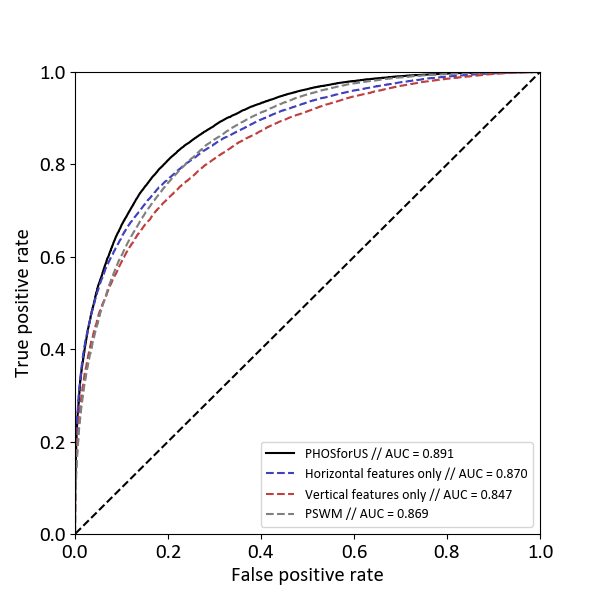 1.0
0.8
0.6
0.4
0.2
0.0
True positive rate
PHOSforUS // AUC = 0.891
Horizontal features only // AUC = 0.870
Vertical features only // AUC = 0.847
PSWM // AUC = 0.869
0.0 0.2 0.4 0.6 0.8 1.0
False positive rate